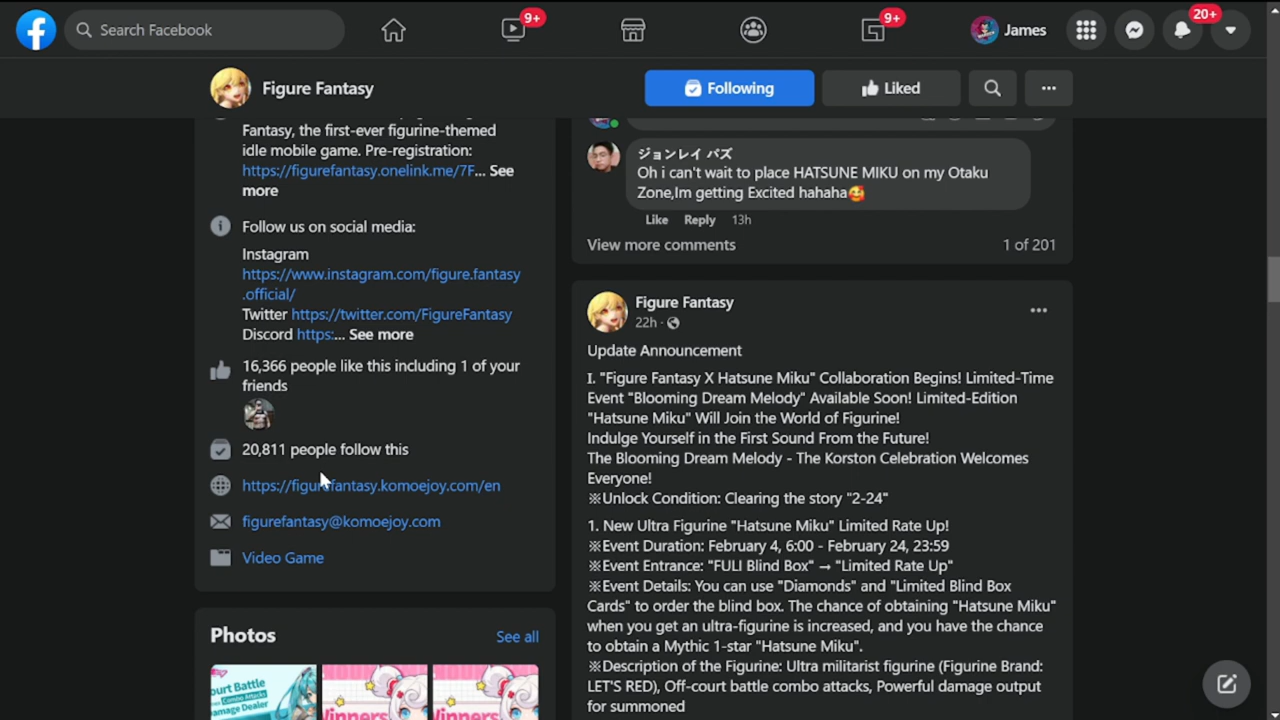 Search Facebook
9+
9+
James
20+
Figure Fantasy
Following
Liked
Fantasy, the first-ever figurine-themed
idle mobile game. Pre-registration:
https://figurefantasy.onelink.me/7F... See
more
Follow us on social media:
Instagram
https://www.instagram.com/figure.fantasy
.official/
Twitter https://twitter.com/FigureFantasy
Discord https:... See more
16,366 people like this including 1 of your
friends
20,811 people follow this
https://figurefantasy.komoejoy.com/en
figurefantasy@komoejoy.com
Video Game
Photos
See all
ourt Battle
Combo Attacks
amage Dealer
Winners
Winners
ジョンレイ パズ
Oh i can't wait to place HATSUNE MIKU on my Otaku
Zone,Im getting Excited hahaha🥰
Like Reply 13h
View more comments
1 of 201
Figure Fantasy
22h ·
Update Announcement
I. "Figure Fantasy X Hatsune Miku" Collaboration Begins! Limited-Time
Event "Blooming Dream Melody" Available Soon! Limited-Edition
"Hatsune Miku" Will Join the World of Figurine!
Indulge Yourself in the First Sound From the Future!
The Blooming Dream Melody - The Korston Celebration Welcomes
Everyone!
※Unlock Condition: Clearing the story "2-24"
1. New Ultra Figurine "Hatsune Miku" Limited Rate Up!
※Event Duration: February 4, 6:00 - February 24, 23:59
※Event Entrance: "FULI Blind Box" → "Limited Rate Up"
※Event Details: You can use "Diamonds" and "Limited Blind Box
Cards" to order the blind box. The chance of obtaining "Hatsune Miku"
when you get an ultra-figurine is increased, and you have the chance
to obtain a Mythic 1-star "Hatsune Miku".
※Description of the Figurine: Ultra militarist figurine (Figurine Brand:
LET'S RED), Off-court battle combo attacks, Powerful damage output
for summoned